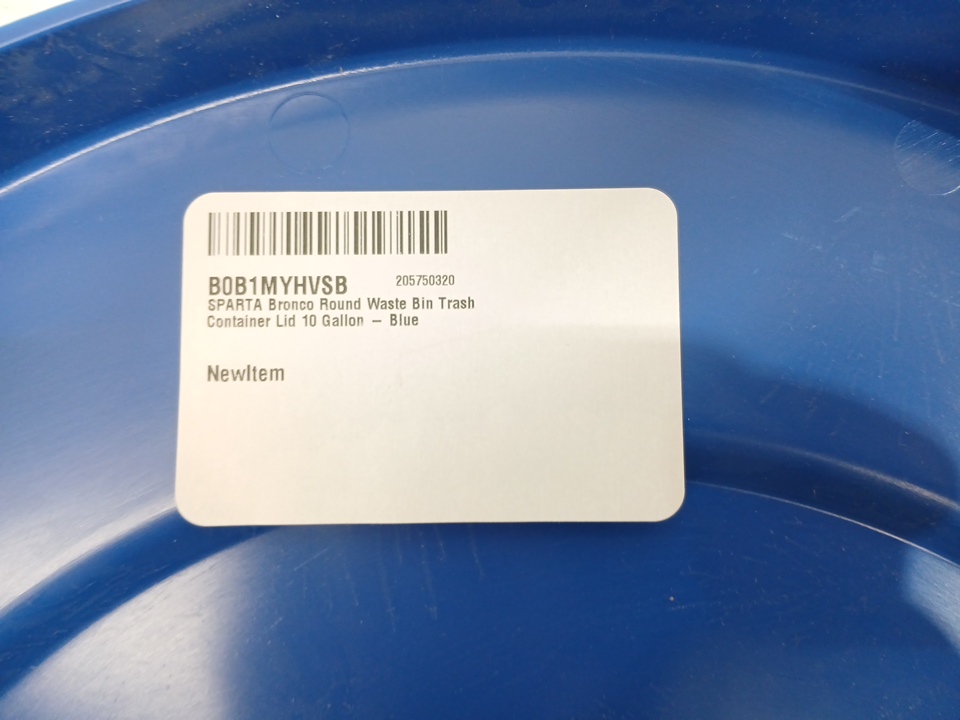 B0B1MYHVSB 205750320
SPARTA Bronco Round Waste Bin Trash
Container Lid 10 Gallon – Blue
NewItem